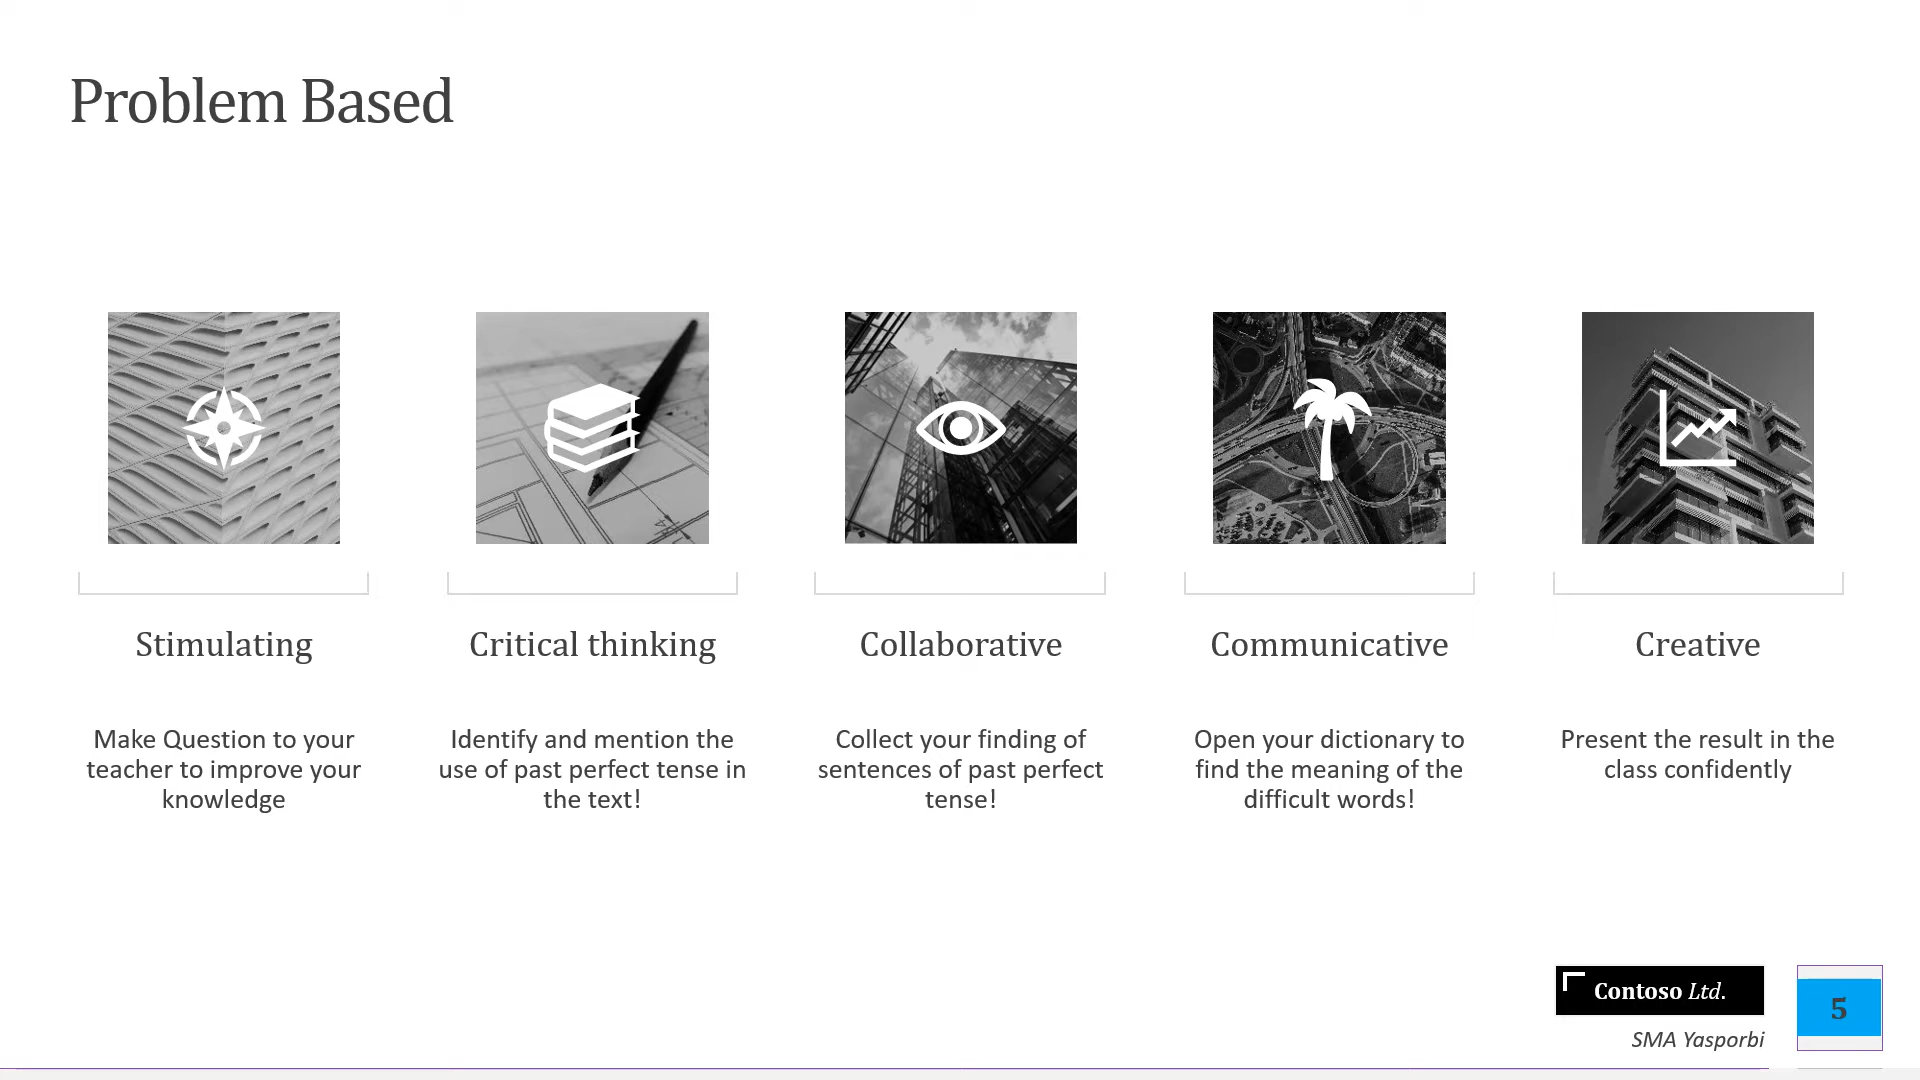 Problem Based
Stimulating
Make Question to your
teacher to improve your
knowledge
Critical thinking
Identify and mention the
use of past perfect tense in
the text!
Collaborative
Collect your finding of
sentences of past perfect
tense!
Communicative
Open your dictionary to
find the meaning of the
difficult words!
Creative
Present the result in the
class confidently
Contoso Ltd.
SMA Yasporbi
5